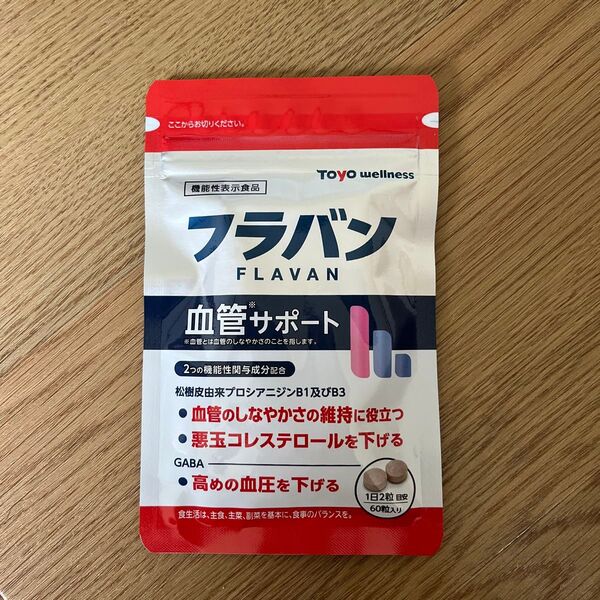 ここからお切りください。
TOYO wellness
機能性表示食品
フラバン
FLAVAN
血管※サポート
※血管とは血管のしなやかさのことを指します。
2つの機能性関与成分配合
松樹皮由来プロシアニジンB1及びB3
・血管のしなやかさの維持に役立つ
・悪玉コレステロールを下げる
GABA
・高めの血圧を下げる
1日2粒 目安
60粒入り
食生活は、主食、主菜、副菜を基本に、食事のバランスを。